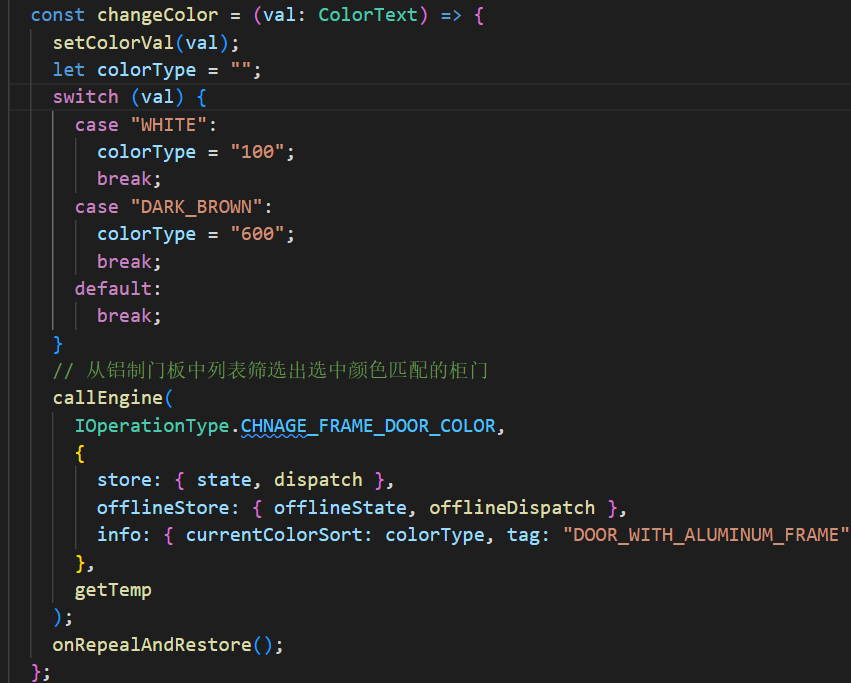 const changeColor = (val: ColorText) => {
setColorVal(val);
let colorType = "";
switch (val) {
case "WHITE":
colorType = "100";
break;
case "DARK_BROWN":
colorType = "600";
break;
default:
break;
}
// 从铝制门板中列表筛选出选中颜色匹配的柜门
callEngine(
IOperationType.CHNAGE_FRAME_DOOR_COLOR,
{
store: { state, dispatch },
offlineStore: { offlineState, offlineDispatch },
info: { currentColorSort: colorType, tag: "DOOR_WITH_ALUMINUM_FRAME"
},
getTemp
);
onRepealAndRestore();
};